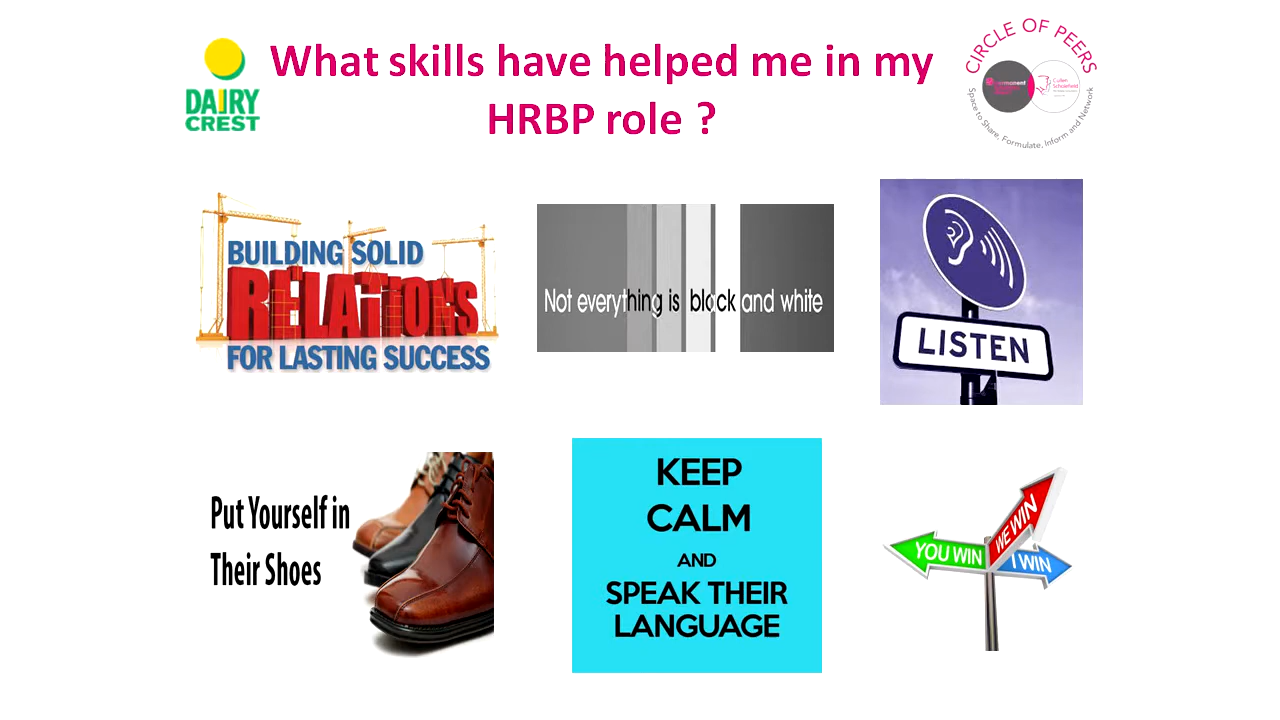 What skills have helped me in my
HRBP role ?
DAIRY
CREST
CIRCLE OF PEERS
Space to Share, Formulate, Inform and Network
BUILDING SOLID
RELATIONS
FOR LASTING SUCCESS
Not everything is black and white
LISTEN
Put Yourself in
Their Shoes
KEEP
CALM
AND
SPEAK THEIR
LANGUAGE
YOU WIN
WE WIN
I WIN